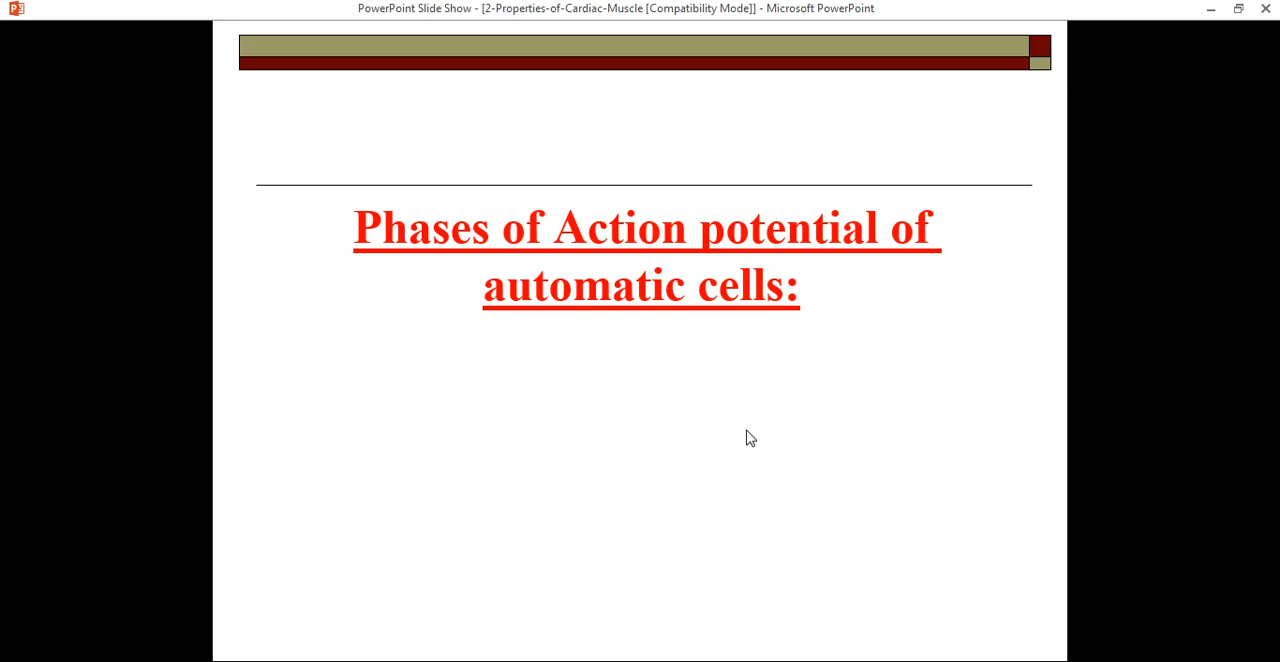 PowerPoint Slide Show - [2-Properties-of-Cardiac-Muscle [Compatibility Mode]] - Microsoft PowerPoint
Phases of Action potential of
automatic cells: